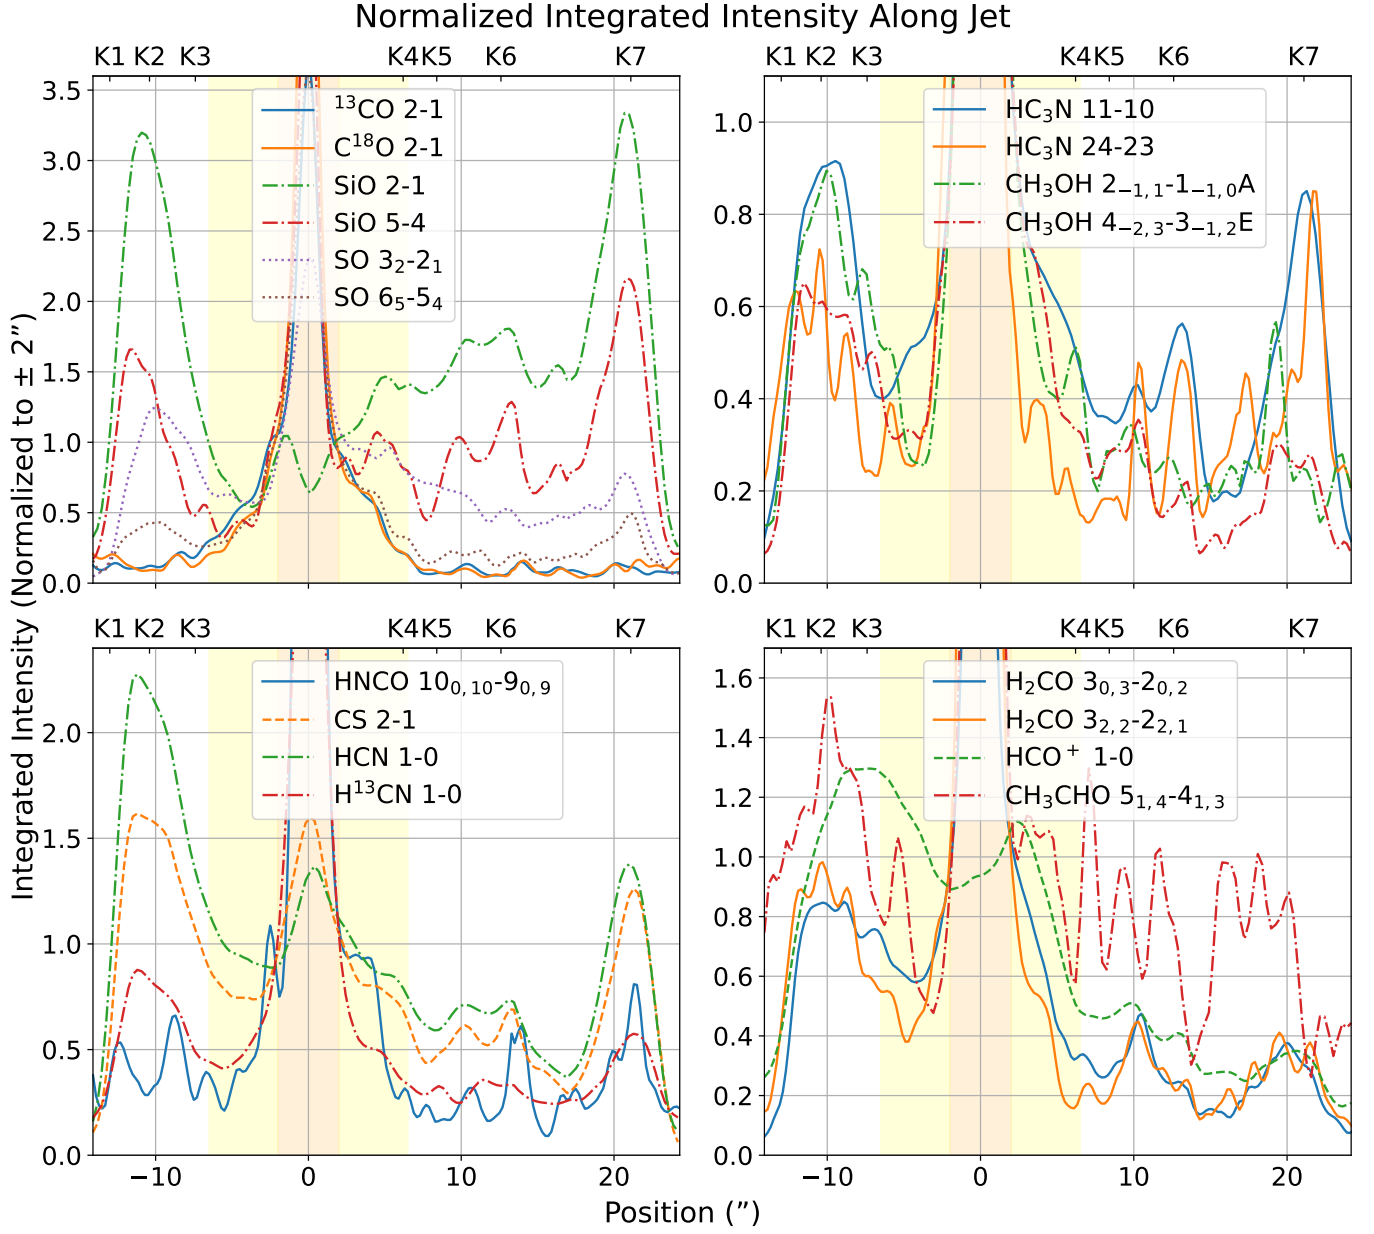 Normalized Integrated Intensity Along Jet
K1 K2 K3 K4 K5 K6 K7
K1 K2 K3 K4 K5 K6 K7
3.5
3.0
2.5
2.0
1.5
1.0
0.5
0.0
¹³CO 2-1
C¹⁸O 2-1
SiO 2-1
SiO 5-4
SO 3₂-2₁
SO 6₅-5₄
1.0
0.8
0.6
0.4
0.2
0.0
HC₃N 11-10
HC₃N 24-23
CH₃OH 2₋₁,₁-1₋₁,₀A
CH₃OH 4₋₂,₃-3₋₁,₂E
Integrated Intensity (Normalized to ± 2”)
K1 K2 K3 K4 K5 K6 K7
K1 K2 K3 K4 K5 K6 K7
2.0
1.5
1.0
0.5
0.0
HNCO 10₀,₁₀-9₀,₉
CS 2-1
HCN 1-0
H¹³CN 1-0
−10 0 10 20
1.6
1.4
1.2
1.0
0.8
0.6
0.4
0.2
0.0
H₂CO 3₀,₃-2₀,₂
H₂CO 3₂,₂-2₂,₁
HCO⁺ 1-0
CH₃CHO 5₁,₄-4₁,₃
−10 0 10 20
Position (”)